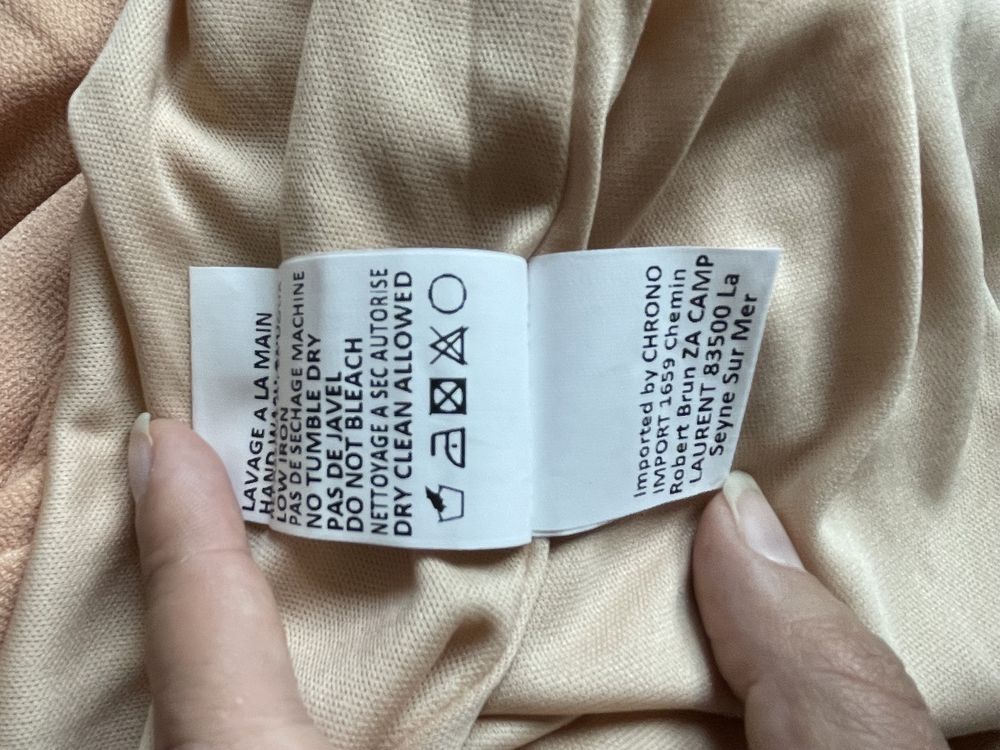 LAVAGE A LA MAIN
HAND WASH
LOW IRON
PAS DE SECHAGE MACHINE
NO TUMBLE DRY
PAS DE JAVEL
DO NOT BLEACH
NETTOYAGE A SEC AUTORISE
DRY CLEAN ALLOWED
Imported by CHRONO
IMPORT 1659 Chemin
Robert Brun ZA CAMP
LAURENT 83500 La
Seyne Sur Mer